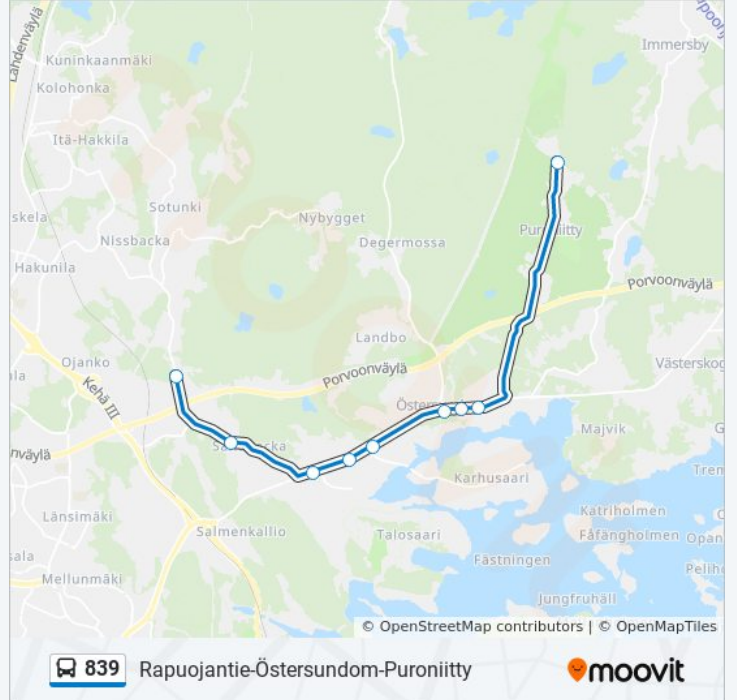 Lahdenväylä
Immersby
Kuninkaanmäki
Kolohonka
Itä-Hakkila
Sotunki
Nybygget
Nissbacka
Degermossa
Hakunila
Porvoonväylä
Landbo
Ojanko
Porvoonväylä
Västerskog
Kehä III
Majvik
Karhusaari
Länsimäki
Salmenkallio
Talosaari
Katriholmen
Fåfängholmen
Fästningen
Mellunmäki
Jungfruhäll
© OpenStreetMap contributors | © OpenMapTiles
839 Rapuojantie-Östersundom-Puroniitty
moovit